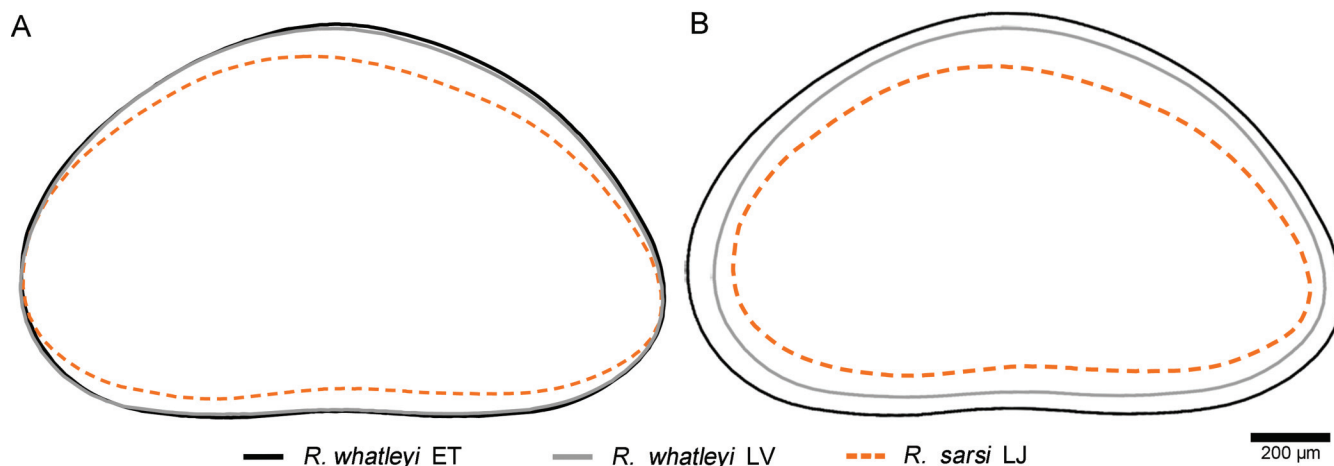 A
B
R. whatleyi ET
R. whatleyi LV
R. sarsi LJ
200 µm